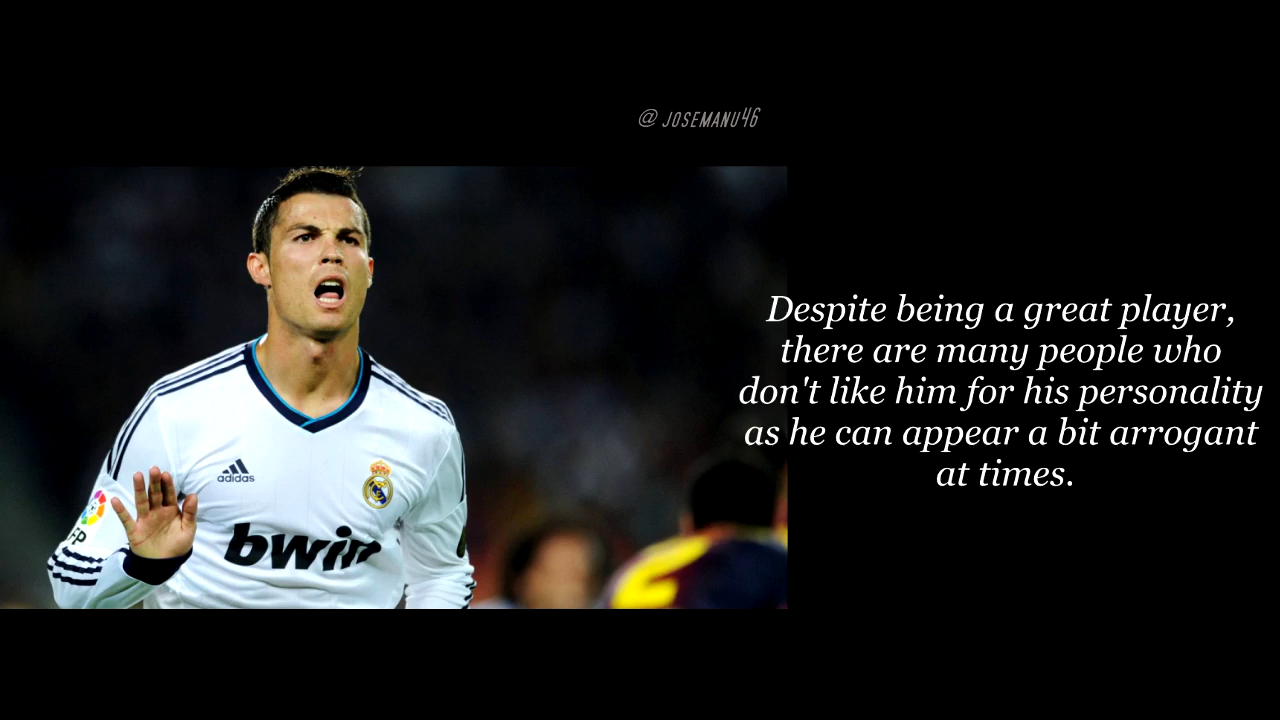 @ JOSEMANU46
Despite being a great player,
there are many people who
don't like him for his personality
as he can appear a bit arrogant
at times.
adidas
bwin
FP